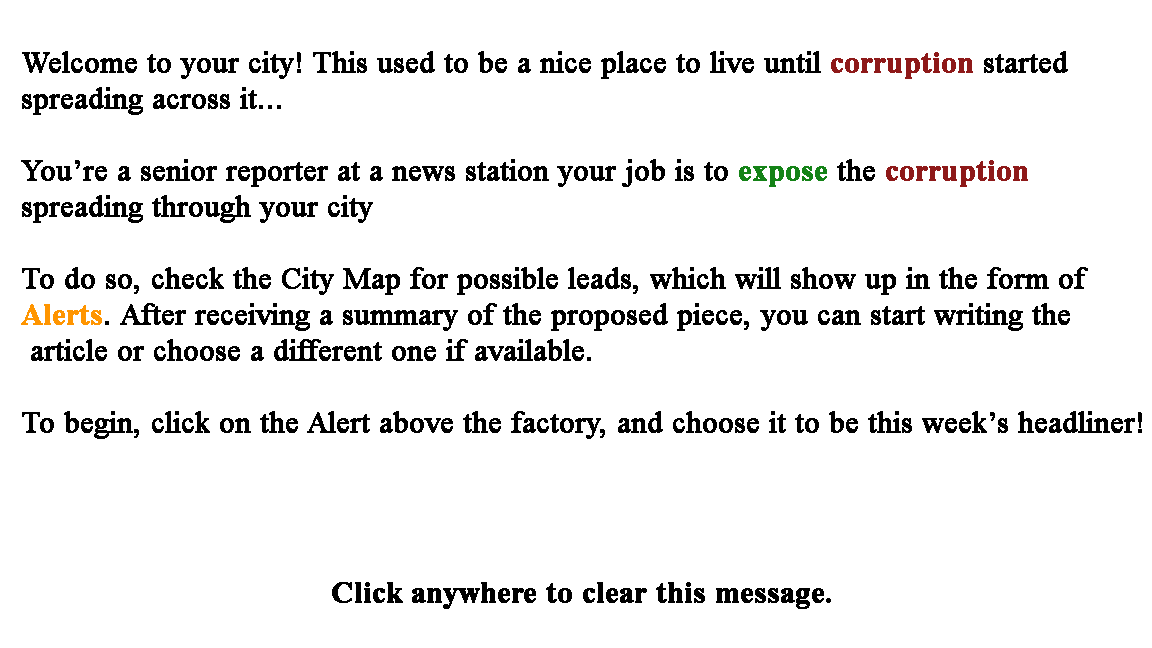 Welcome to your city! This used to be a nice place to live until corruption started
spreading across it...
You’re a senior reporter at a news station your job is to expose the corruption
spreading through your city
To do so, check the City Map for possible leads, which will show up in the form of
Alerts. After receiving a summary of the proposed piece, you can start writing the
article or choose a different one if available.
To begin, click on the Alert above the factory, and choose it to be this week’s headliner!
Click anywhere to clear this message.